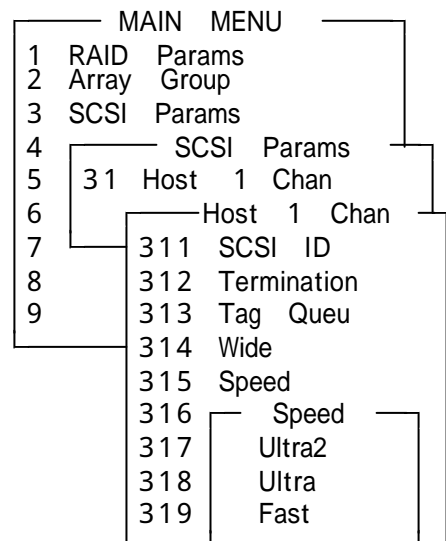 MAIN MENU
1 RAID Params
2 Array Group
3 SCSI Params
4 SCSI Params
5 31 Host 1 Chan
6 Host 1 Chan
7 311 SCSI ID
8 312 Termination
9 313 Tag Queu
314 Wide
315 Speed
316 Speed
317 Ultra2
318 Ultra
319 Fast